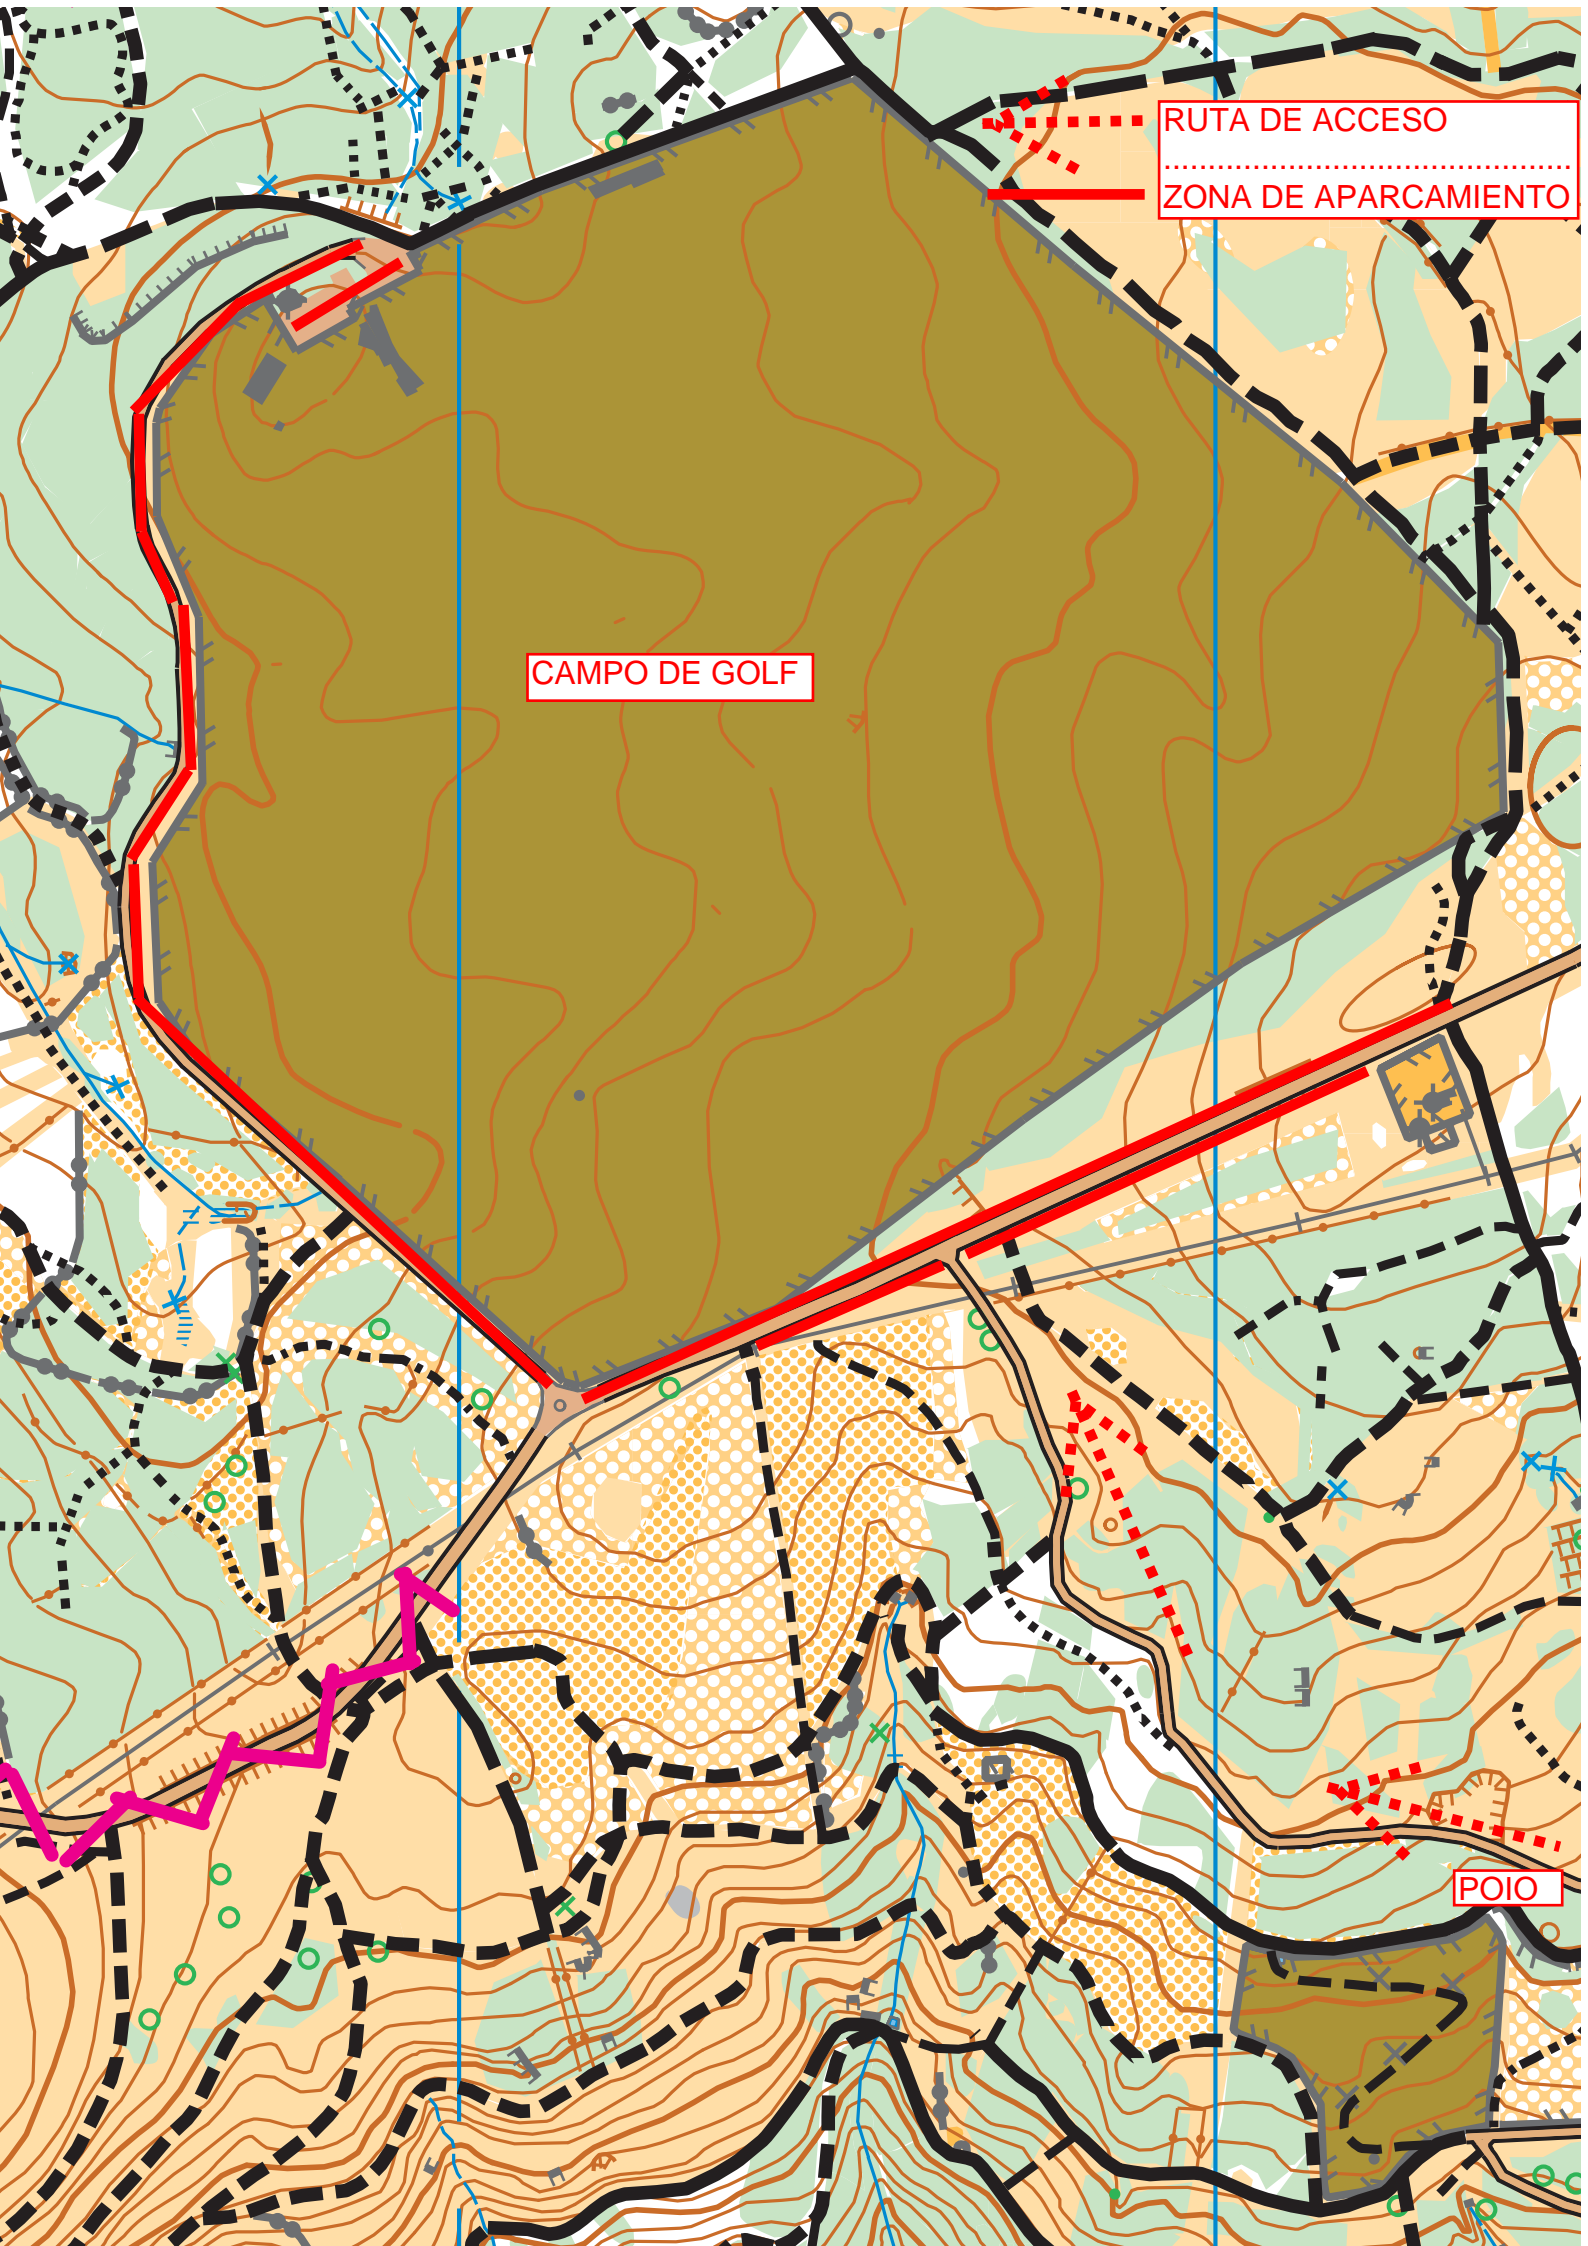 RUTA DE ACCESO
..............................................
ZONA DE APARCAMIENTO
CAMPO DE GOLF
POIO